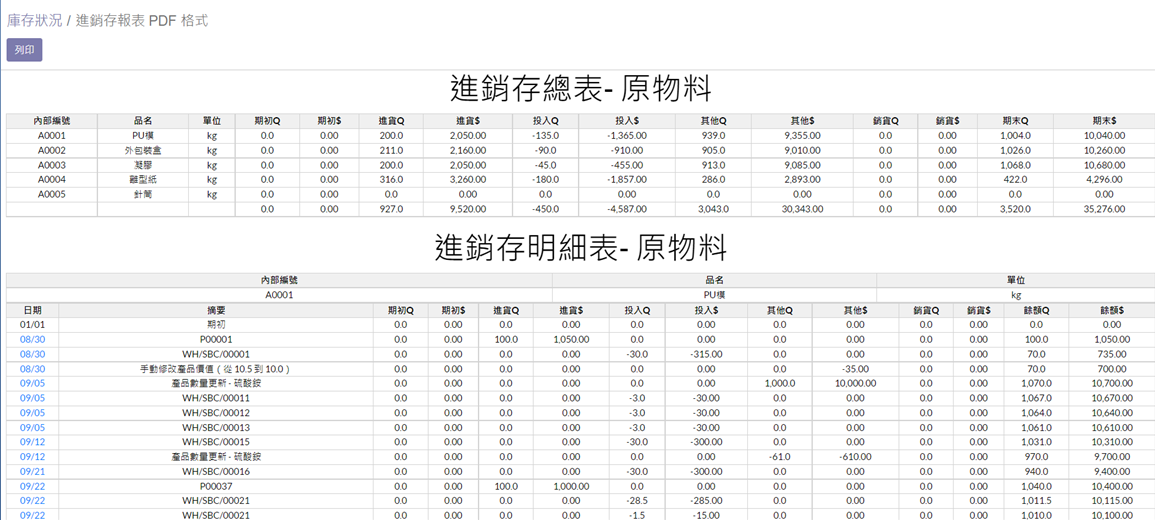 庫存狀況 / 進銷存報表 PDF 格式
列印
進銷存總表- 原物料
內部編號 品名 單位 期初Q 期初$ 進貨Q 進貨$ 投入Q 投入$ 其他Q 其他$ 銷貨Q 銷貨$ 期末Q 期末$
A0001 PU模 kg 0.0 0.00 200.0 2,050.00 -135.0 -1,365.00 939.0 9,355.00 0.0 0.00 1,004.0 10,040.00
A0002 外包裝盒 kg 0.0 0.00 211.0 2,160.00 -90.0 -910.00 905.0 9,010.00 0.0 0.00 1,026.0 10,260.00
A0003 凝膠 kg 0.0 0.00 200.0 2,050.00 -45.0 -455.00 913.0 9,085.00 0.0 0.00 1,068.0 10,680.00
A0004 離型紙 kg 0.0 0.00 316.0 3,260.00 -180.0 -1,857.00 286.0 2,893.00 0.0 0.00 422.0 4,296.00
A0005 針筒 kg 0.0 0.00 0.0 0.00 0.0 0.00 0.0 0.00 0.0 0.00 0.0 0.00
0.0 0.00 927.0 9,520.00 -450.0 -4,587.00 3,043.0 30,343.00 0.0 0.00 3,520.0 35,276.00
進銷存明細表- 原物料
內部編號 品名 單位
A0001 PU模 kg
日期 摘要 期初Q 期初$ 進貨Q 進貨$ 投入Q 投入$ 其他Q 其他$ 銷貨Q 銷貨$ 餘額Q 餘額$
01/01 期初 0.0 0.00 0.0 0.00 0.0 0.00 0.0 0.00 0.0 0.00 0.0 0.00
08/30 P00001 0.0 0.00 100.0 1,050.00 0.0 0.00 0.0 0.00 0.0 0.00 100.0 1,050.00
08/30 WH/SBC/00001 0.0 0.00 0.0 0.00 -30.0 -315.00 0.0 0.00 0.0 0.00 70.0 735.00
08/30 手動修改產品價值（從 10.5 到 10.0） 0.0 0.00 0.0 0.00 0.0 0.00 0.0 -35.00 0.0 0.00 70.0 700.00
09/05 產品數量更新 - 硫酸銨 0.0 0.00 0.0 0.00 0.0 0.00 1,000.0 10,000.00 0.0 0.00 1,070.0 10,700.00
09/05 WH/SBC/00011 0.0 0.00 0.0 0.00 -3.0 -30.00 0.0 0.00 0.0 0.00 1,067.0 10,670.00
09/05 WH/SBC/00012 0.0 0.00 0.0 0.00 -3.0 -30.00 0.0 0.00 0.0 0.00 1,064.0 10,640.00
09/05 WH/SBC/00013 0.0 0.00 0.0 0.00 -3.0 -30.00 0.0 0.00 0.0 0.00 1,061.0 10,610.00
09/12 WH/SBC/00015 0.0 0.00 0.0 0.00 -30.0 -300.00 0.0 0.00 0.0 0.00 1,031.0 10,310.00
09/12 產品數量更新 - 硫酸銨 0.0 0.00 0.0 0.00 0.0 0.00 -61.0 -610.00 0.0 0.00 970.0 9,700.00
09/21 WH/SBC/00016 0.0 0.00 0.0 0.00 -30.0 -300.00 0.0 0.00 0.0 0.00 940.0 9,400.00
09/22 P00037 0.0 0.00 100.0 1,000.00 0.0 0.00 0.0 0.00 0.0 0.00 1,040.0 10,400.00
09/22 WH/SBC/00021 0.0 0.00 0.0 0.00 -28.5 -285.00 0.0 0.00 0.0 0.00 1,011.5 10,115.00
09/22 WH/SBC/00021 0.0 0.00 0.0 0.00 -1.5 -15.00 0.0 0.00 0.0 0.00 1,010.0 10,100.00